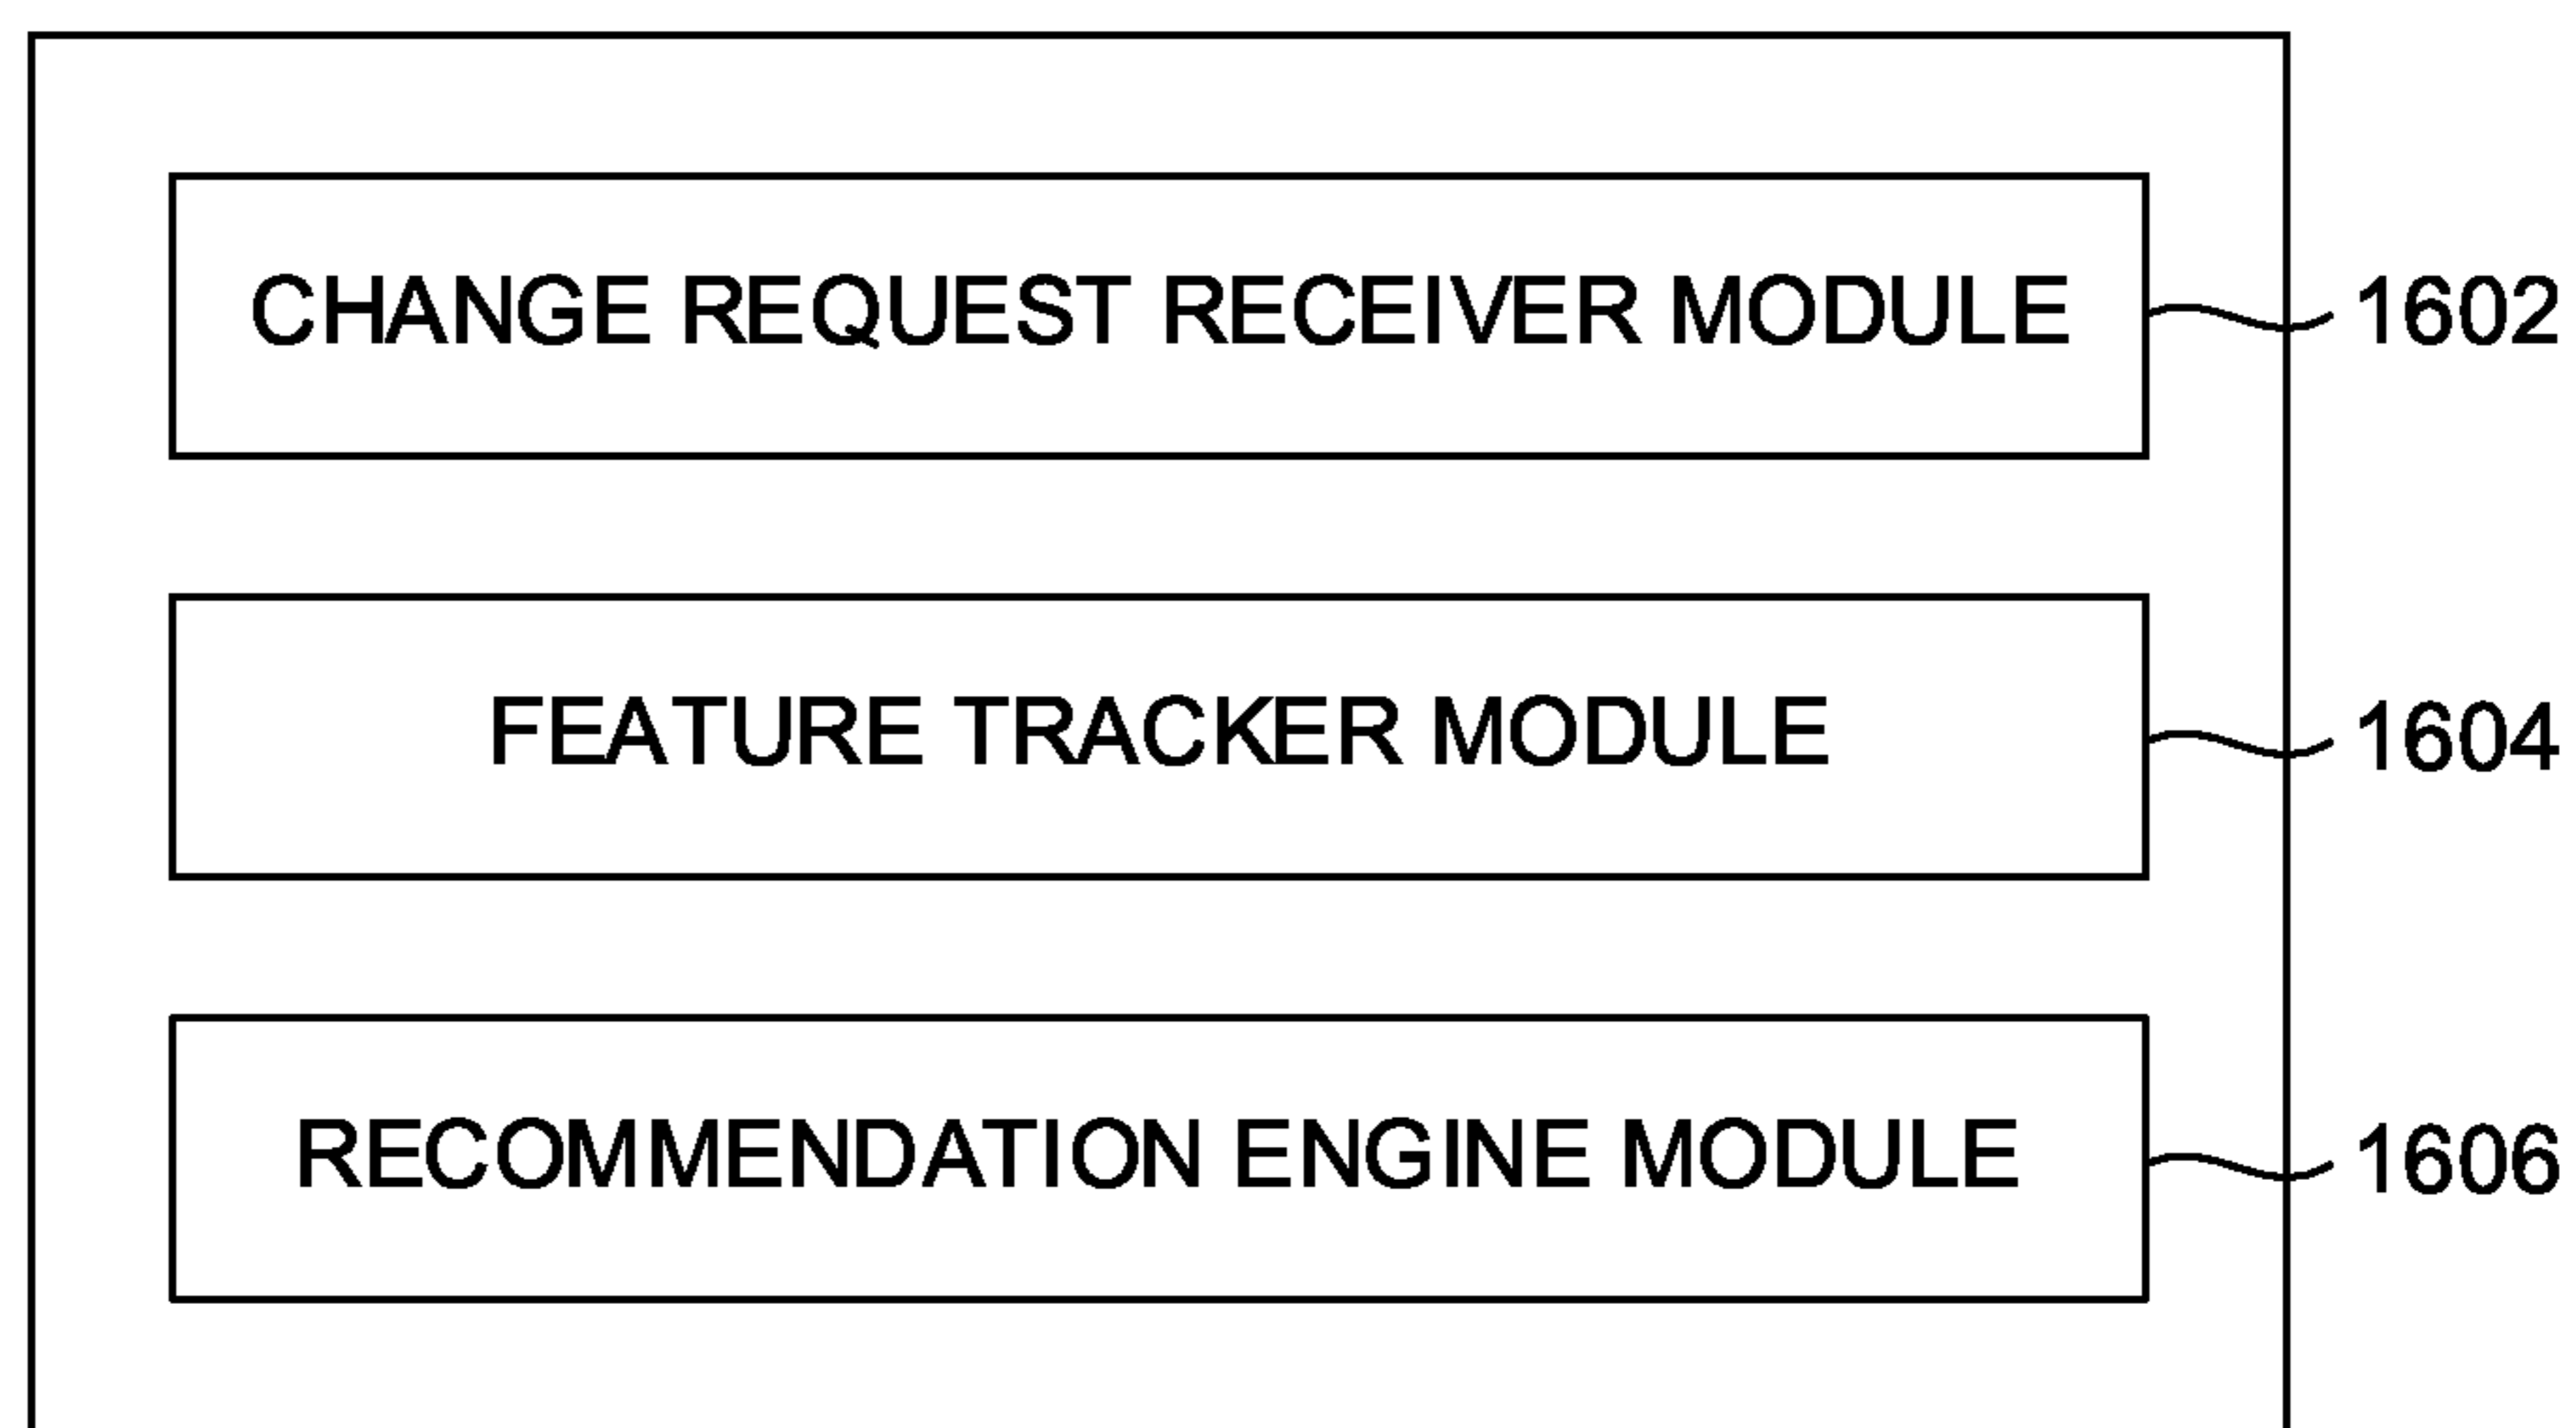 CHANGE REQUEST RECEIVER MODULE
1602
FEATURE TRACKER MODULE
1604
RECOMMENDATION ENGINE MODULE
1606